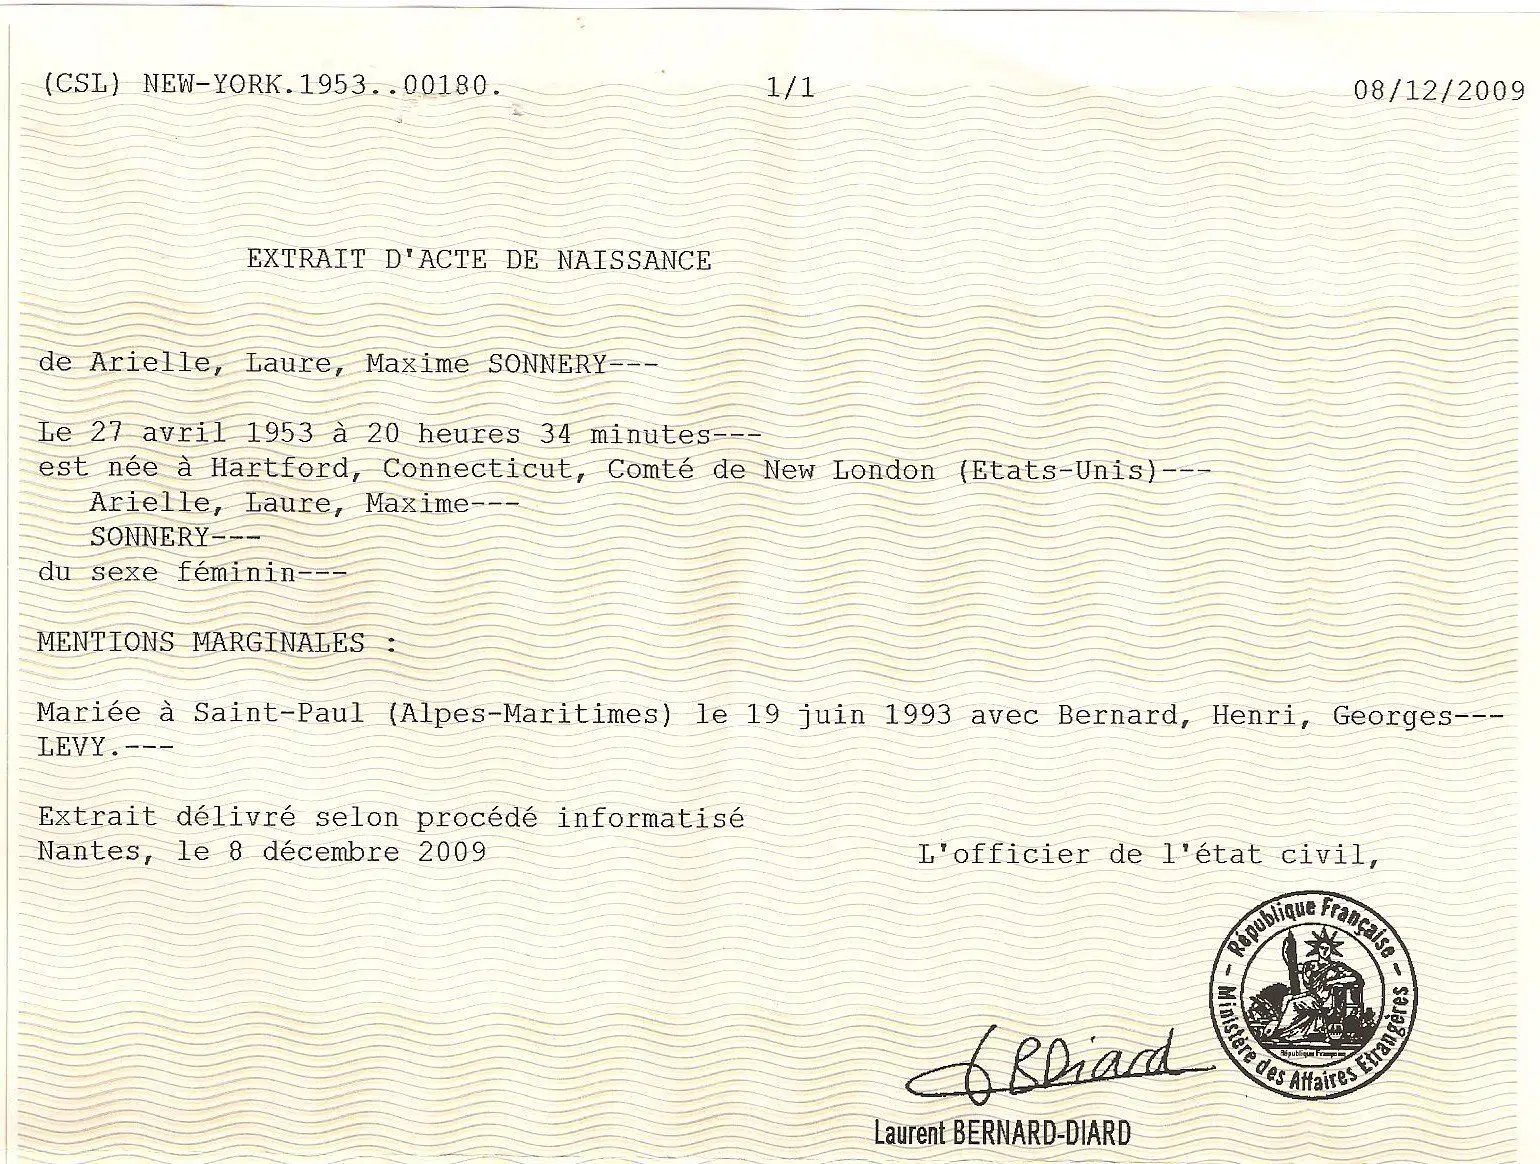 (CSL) NEW-YORK.1953..00180. 1/1 08/12/2009
EXTRAIT D'ACTE DE NAISSANCE
de Arielle, Laure, Maxime SONNERY---
Le 27 avril 1953 à 20 heures 34 minutes---
est née à Hartford, Connecticut, Comté de New London (Etats-Unis)---
Arielle, Laure, Maxime---
SONNERY---
du sexe féminin---
MENTIONS MARGINALES :
Mariée à Saint-Paul (Alpes-Maritimes) le 19 juin 1993 avec Bernard, Henri, Georges---
LEVY.---
Extrait délivré selon procédé informatisé
Nantes, le 8 décembre 2009
L'officier de l'état civil,
République Française
Ministère des Affaires Etrangères
République Française
BDiard
Laurent BERNARD-DIARD